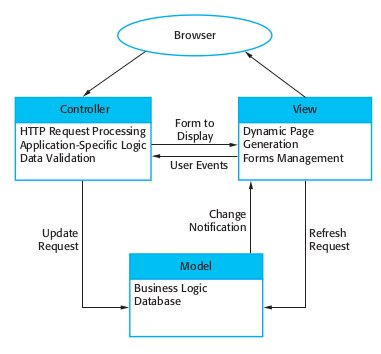 Browser
Controller
HTTP Request Processing
Application-Specific Logic
Data Validation
Form to
Display
User Events
View
Dynamic Page
Generation
Forms Management
Update
Request
Change
Notification
Refresh
Request
Model
Business Logic
Database